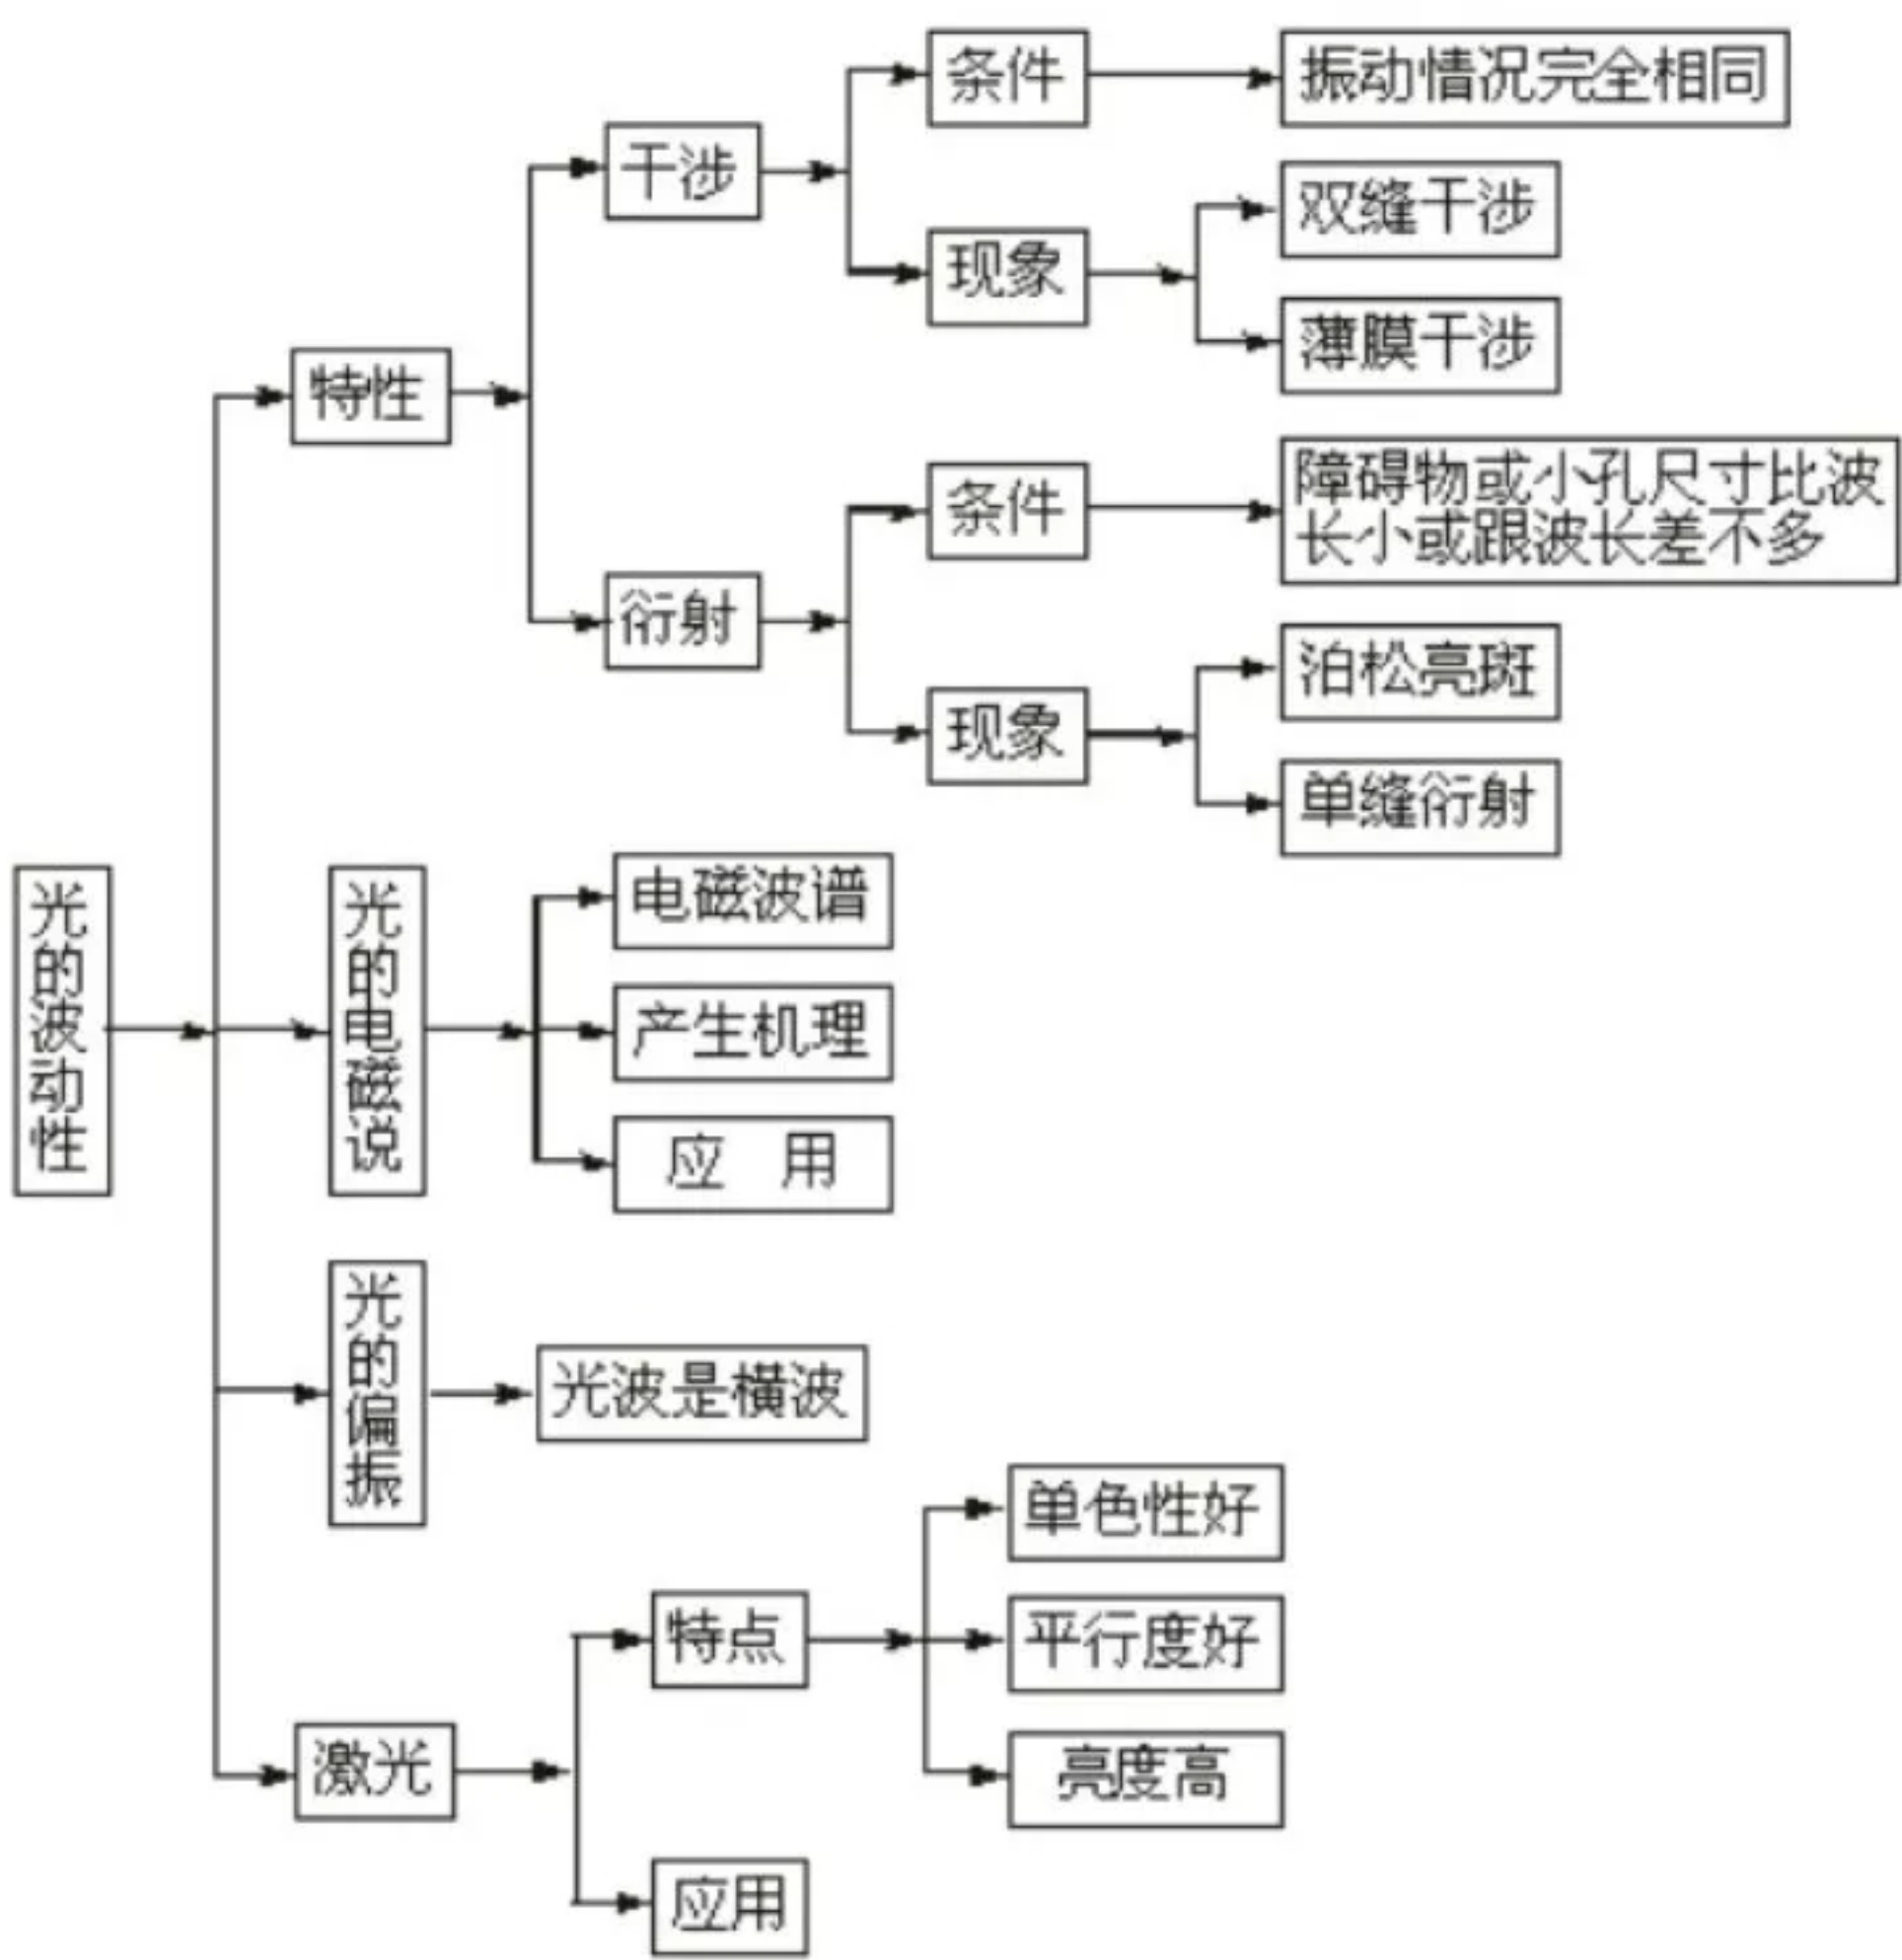 条件
振动情况完全相同
干涉
双缝干涉
现象
薄膜干涉
特性
条件
障碍物或小孔尺寸比波
长小或跟波长差不多
衍射
泊松亮斑
现象
单缝衍射
光的波动性
光的电磁说
电磁波谱
产生机理
应 用
光的偏振
光波是横波
单色性好
特点
平行度好
激光
亮度高
应用